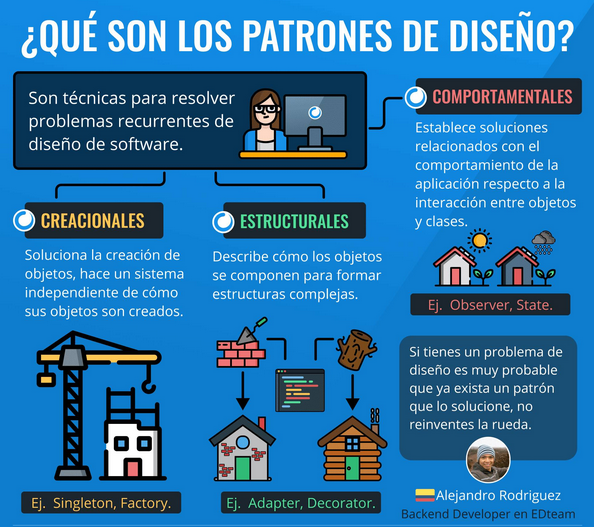 ¿QUÉ SON LOS PATRONES DE DISEÑO?
Son técnicas para resolver
problemas recurrentes de
diseño de software.
CREACIONALES
Soluciona la creación de
objetos, hace un sistema
independiente de cómo
sus objetos son creados.
Ej. Singleton, Factory.
ESTRUCTURALES
Describe cómo los objetos
se componen para formar
estructuras complejas.
Ej. Adapter, Decorator.
COMPORTAMENTALES
Establece soluciones
relacionados con el
comportamiento de la
aplicación respecto a la
interacción entre objetos
y clases.
Ej. Observer, State.
Si tienes un problema de
diseño es muy probable
que ya exista un patrón
que lo solucione, no
reinventes la rueda.
Alejandro Rodriguez
Backend Developer en EDteam